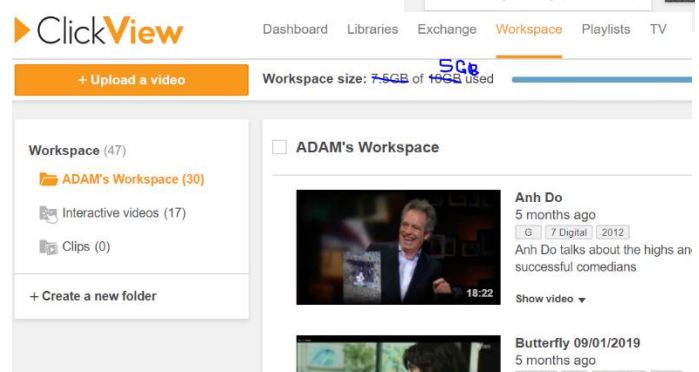 ClickView
Dashboard Libraries Exchange Workspace Playlists TV
+ Upload a video
5GB
Workspace size: 7.5GB of 10GB used
Workspace (47)
ADAM's Workspace (30)
Interactive videos (17)
Clips (0)
+ Create a new folder
ADAM's Workspace
18:22
Anh Do
5 months ago
G 7 Digital 2012
Anh Do talks about the highs an
successful comedians
Show video
Butterfly 09/01/2019
5 months ago